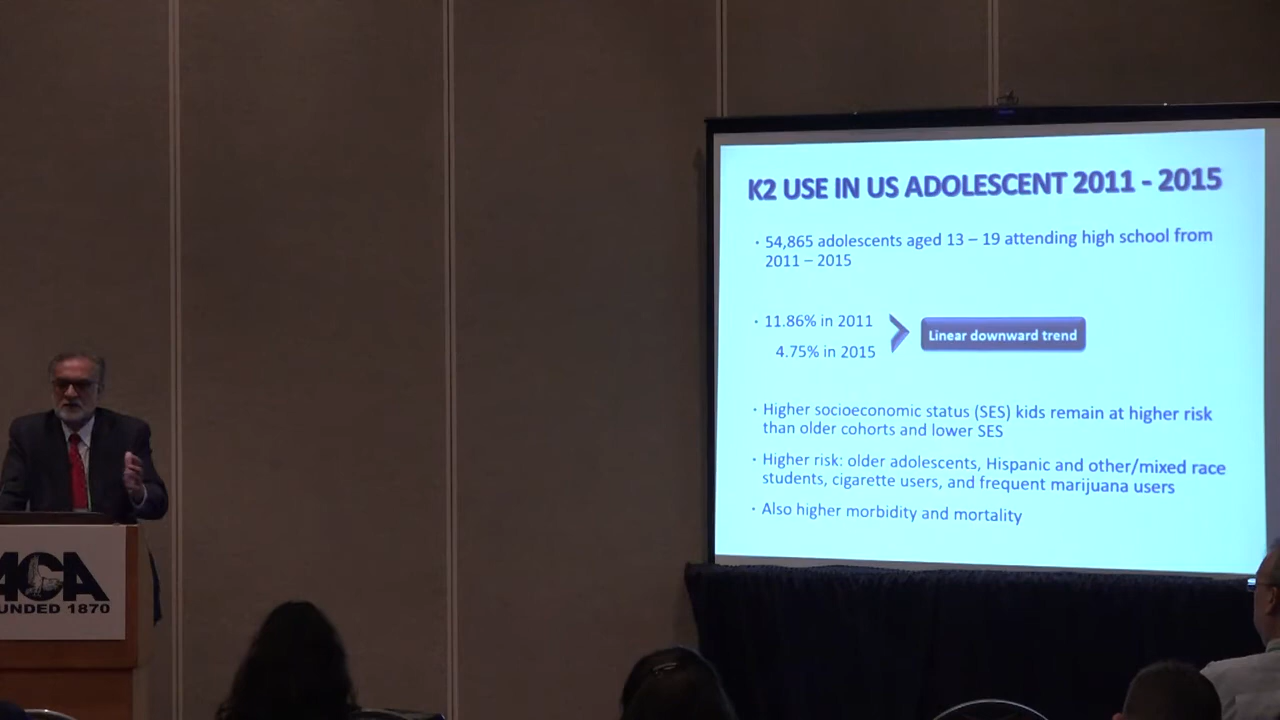 K2 USE IN US ADOLESCENT 2011 - 2015
· 54,865 adolescents aged 13 – 19 attending high school from
2011 – 2015
· 11.86% in 2011
4.75% in 2015
Linear downward trend
· Higher socioeconomic status (SES) kids remain at higher risk
than older cohorts and lower SES
· Higher risk: older adolescents, Hispanic and other/mixed race
students, cigarette users, and frequent marijuana users
· Also higher morbidity and mortality
ACA
UNDED 1870